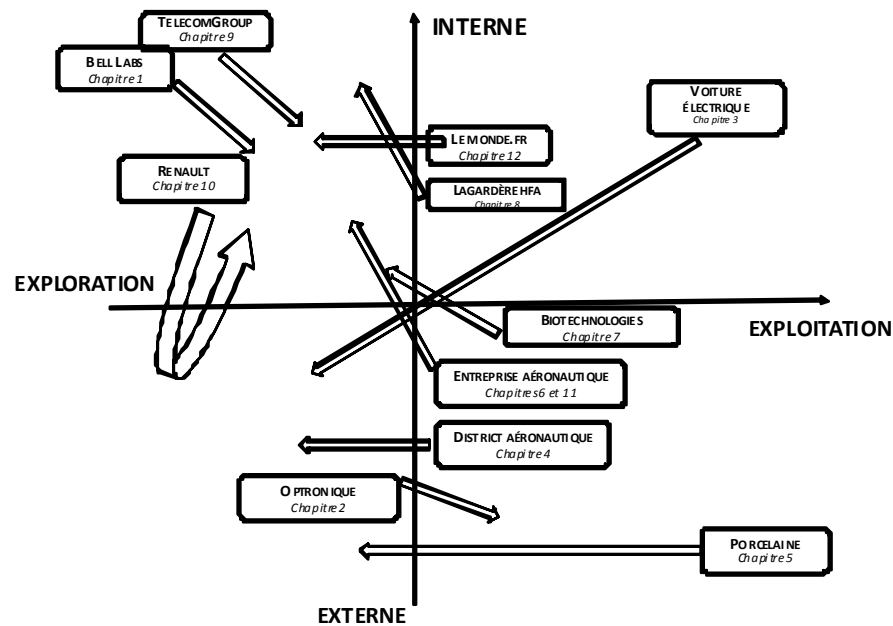 TELECOMGROUP
Chapitre 9
INTERNE
BELL LABS
Chapitre 1
VOITURE
ÉLECTRIQUE
Chapitre 3
LEMONDE.FR
Chapitre 12
RENAULT
Chapitre 10
LAGARDÈRE HFA
Chapitre 8
EXPLORATION
BIOTECHNOLOGIES
Chapitre 7
EXPLOITATION
ENTREPRISE AÉRONAUTIQUE
Chapitres 6 et 11
DISTRICT AÉRONAUTIQUE
Chapitre 4
OPTRONIQUE
Chapitre 2
PORCELAINE
Chapitre 5
EXTERNE